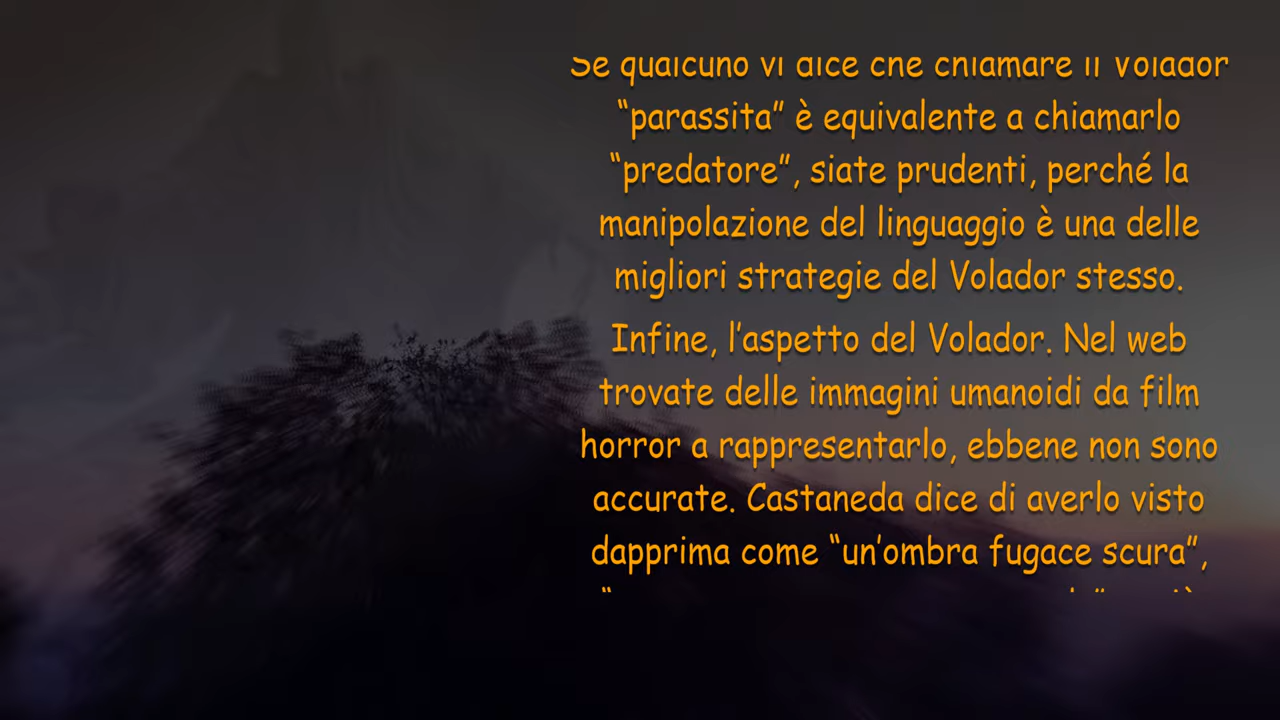 Se qualcuno vi dice che chiamare il Volador
“parassita” è equivalente a chiamarlo
“predatore”, siate prudenti, perché la
manipolazione del linguaggio è una delle
migliori strategie del Volador stesso.
Infine, l’aspetto del Volador. Nel web
trovate delle immagini umanoidi da film
horror a rappresentarlo, ebbene non sono
accurate. Castaneda dice di averlo visto
dapprima come “un’ombra fugace scura”,